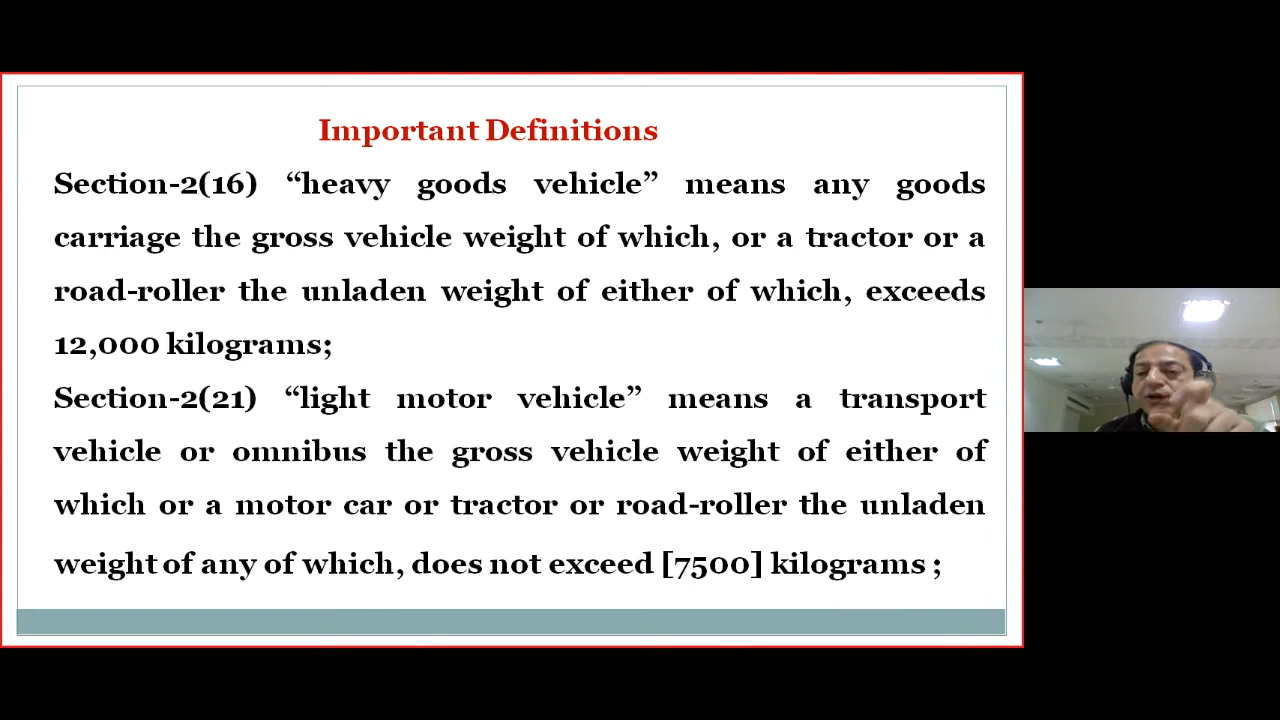 Important Definitions
Section-2(16) “heavy goods vehicle” means any goods
carriage the gross vehicle weight of which, or a tractor or a
road-roller the unladen weight of either of which, exceeds
12,000 kilograms;
Section-2(21) “light motor vehicle” means a transport
vehicle or omnibus the gross vehicle weight of either of
which or a motor car or tractor or road-roller the unladen
weight of any of which, does not exceed [7500] kilograms ;